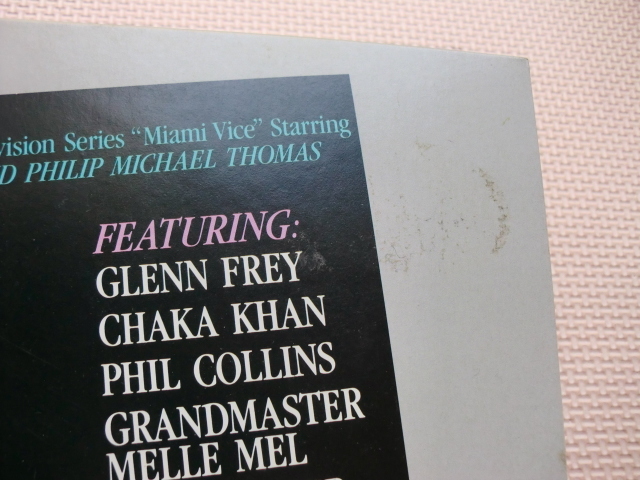 vision Series "Miami Vice" Starring
D PHILIP MICHAEL THOMAS
FEATURING:
GLENN FREY
CHAKA KHAN
PHIL COLLINS
GRANDMASTER
MELLE MEL